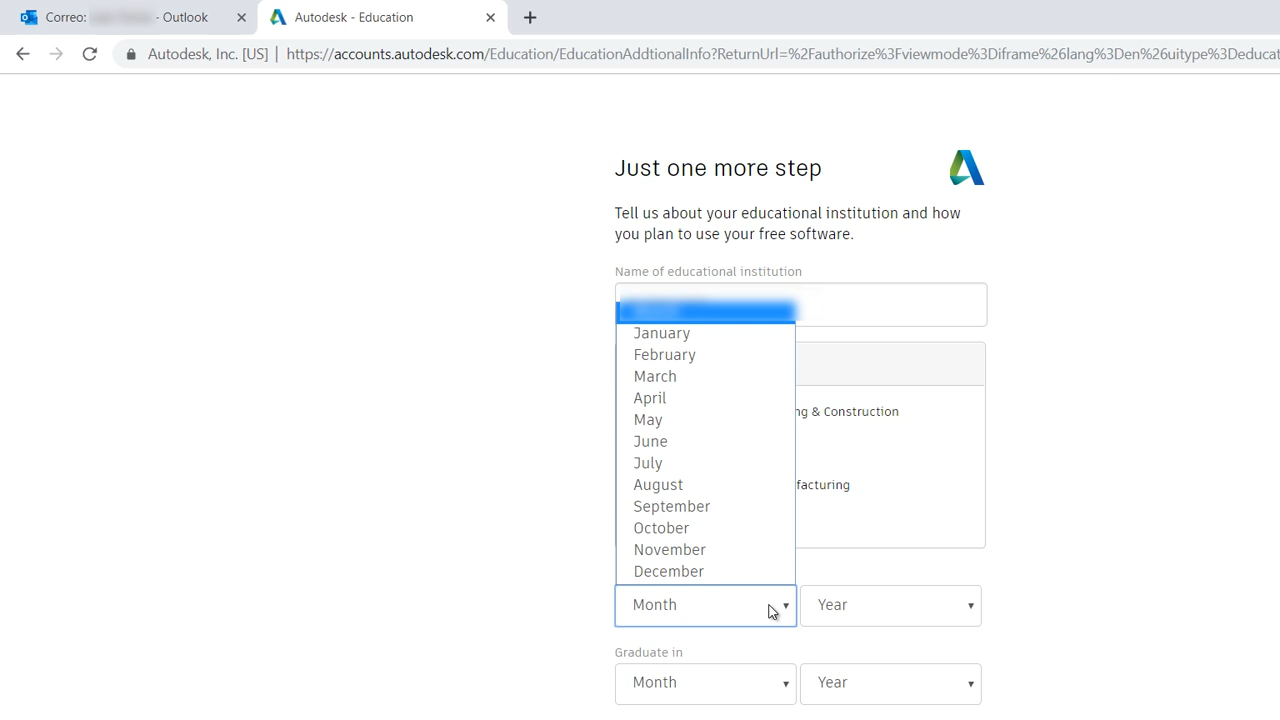 Correo: - Outlook
Autodesk - Education
Autodesk, Inc. [US] | https://accounts.autodesk.com/Education/EducationAddtionalInfo?ReturnUrl=%2Fauthorize%3Fviewmode%3Diframe%26lang%3Den%26uitype%3Deducat
Just one more step
Tell us about your educational institution and how
you plan to use your free software.
Name of educational institution
January
February
March
April
May
June
July
August
September
October
November
December
ng & Construction
facturing
Month Year
Graduate in
Month Year